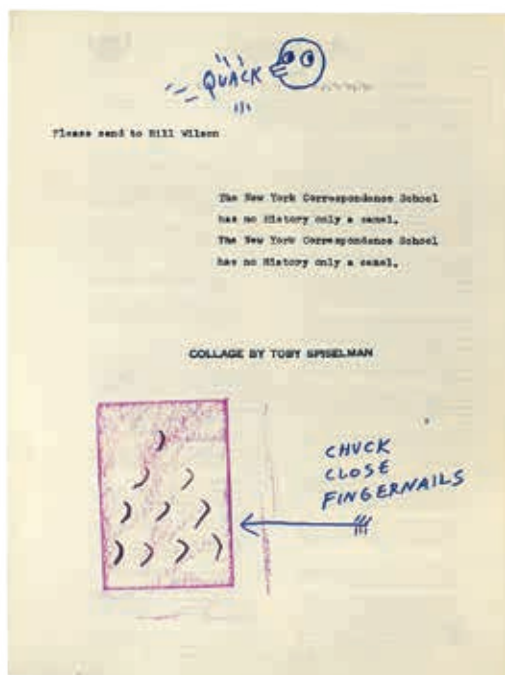 QUACK
Please send to Bill Wilson
The New York Correspondence School
has no History only a camel.
The New York Correspondence School
has no History only a camel.
COLLAGE BY TOBY SPISELMAN
CHUCK
CLOSE
FINGERNAILS